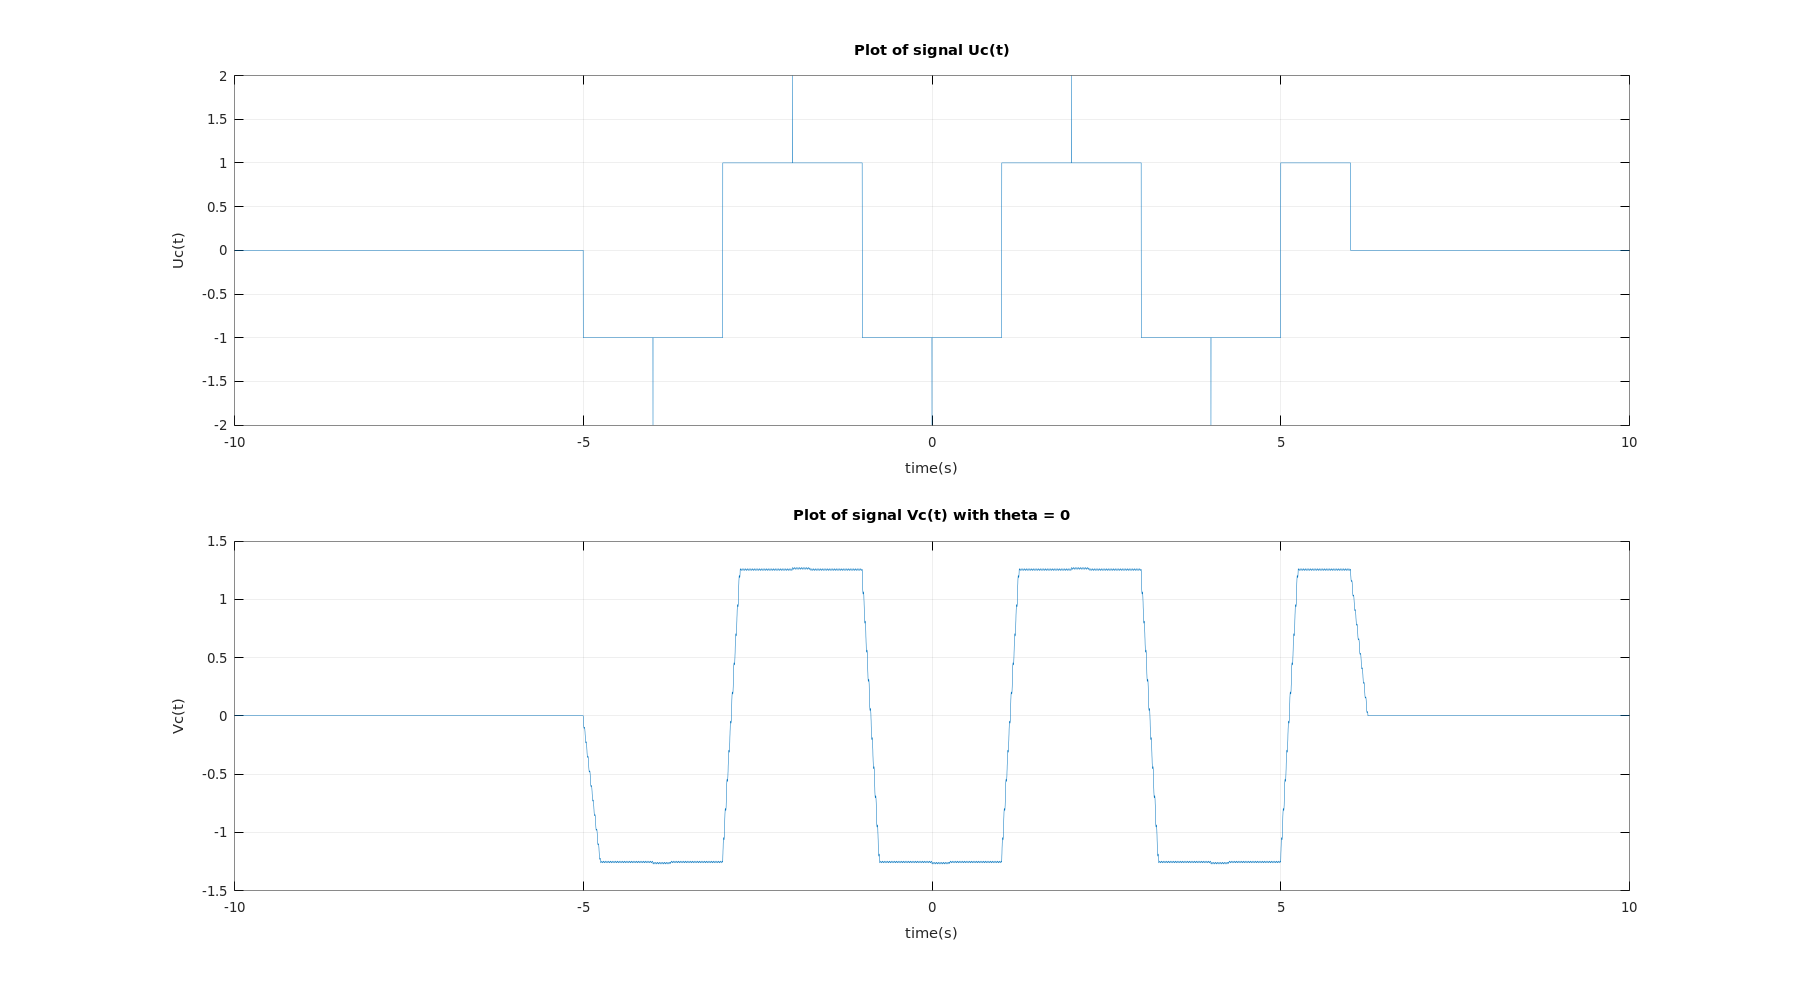 Plot of signal Uc(t)
2
1.5
1
0.5
0
-0.5
-1
-1.5
-2
Uc(t)
-10 -5 0 5 10
time(s)
Plot of signal Vc(t) with theta = 0
1.5
1
0.5
0
-0.5
-1
-1.5
Vc(t)
-10 -5 0 5 10
time(s)